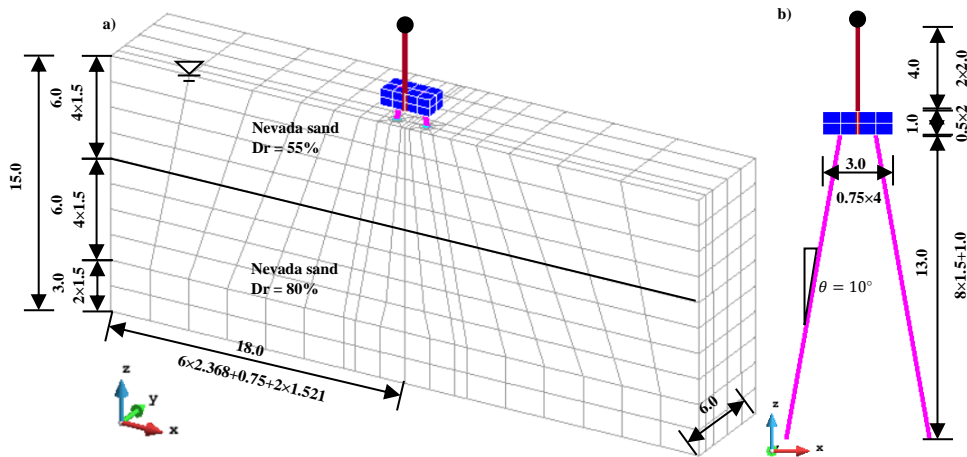 a)
b)
6.0
4×1.5
15.0
6.0
4×1.5
3.0
2×1.5
Nevada sand
Dr = 55%
Nevada sand
Dr = 80%
18.0
6×2.368+0.75+2×1.521
6.0
z
y
x
4.0
2×2.0
1.0
0.5×2
3.0
0.75×4
θ = 10°
13.0
8×1.5+1.0
z
x